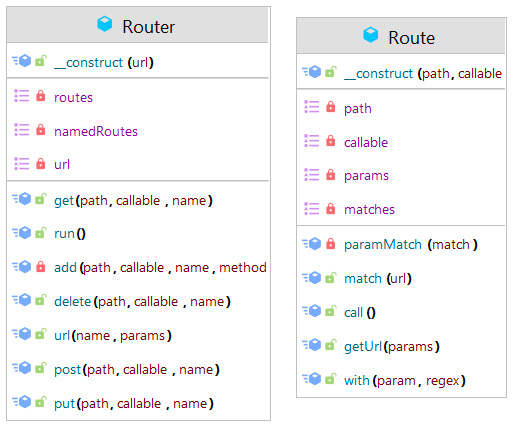 Router
__construct (url)
routes
namedRoutes
url
get(path, callable , name)
run()
add(path, callable , name , method
delete(path, callable , name)
url(name , params)
post(path, callable , name)
put(path, callable , name)
Route
__construct (path, callable
path
callable
params
matches
paramMatch (match )
match (url)
call ()
getUrl(params)
with(param , regex)